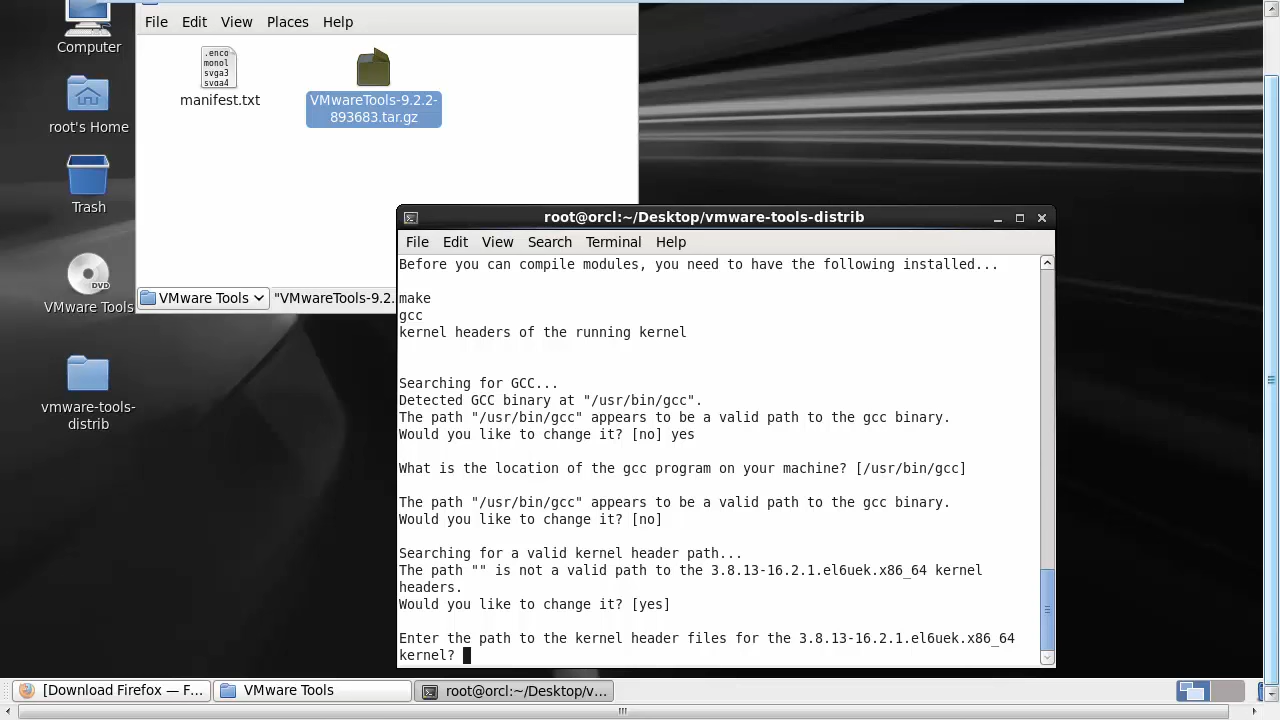 File Edit View Places Help
Computer
root's Home
Trash
VMware Tools
vmware-tools-
distrib
.enco
monol
svga3
svga4
manifest.txt
VMwareTools-9.2.2-
893683.tar.gz
VMware Tools
"VMwareTools-9.2.
root@orcl:~/Desktop/vmware-tools-distrib
File Edit View Search Terminal Help
Before you can compile modules, you need to have the following installed...
make
gcc
kernel headers of the running kernel
Searching for GCC...
Detected GCC binary at "/usr/bin/gcc".
The path "/usr/bin/gcc" appears to be a valid path to the gcc binary.
Would you like to change it? [no] yes
What is the location of the gcc program on your machine? [/usr/bin/gcc]
The path "/usr/bin/gcc" appears to be a valid path to the gcc binary.
Would you like to change it? [no]
Searching for a valid kernel header path...
The path "" is not a valid path to the 3.8.13-16.2.1.el6uek.x86_64 kernel
headers.
Would you like to change it? [yes]
Enter the path to the kernel header files for the 3.8.13-16.2.1.el6uek.x86_64
kernel?
[Download Firefox — F...
VMware Tools
root@orcl:~/Desktop/v...
DVD